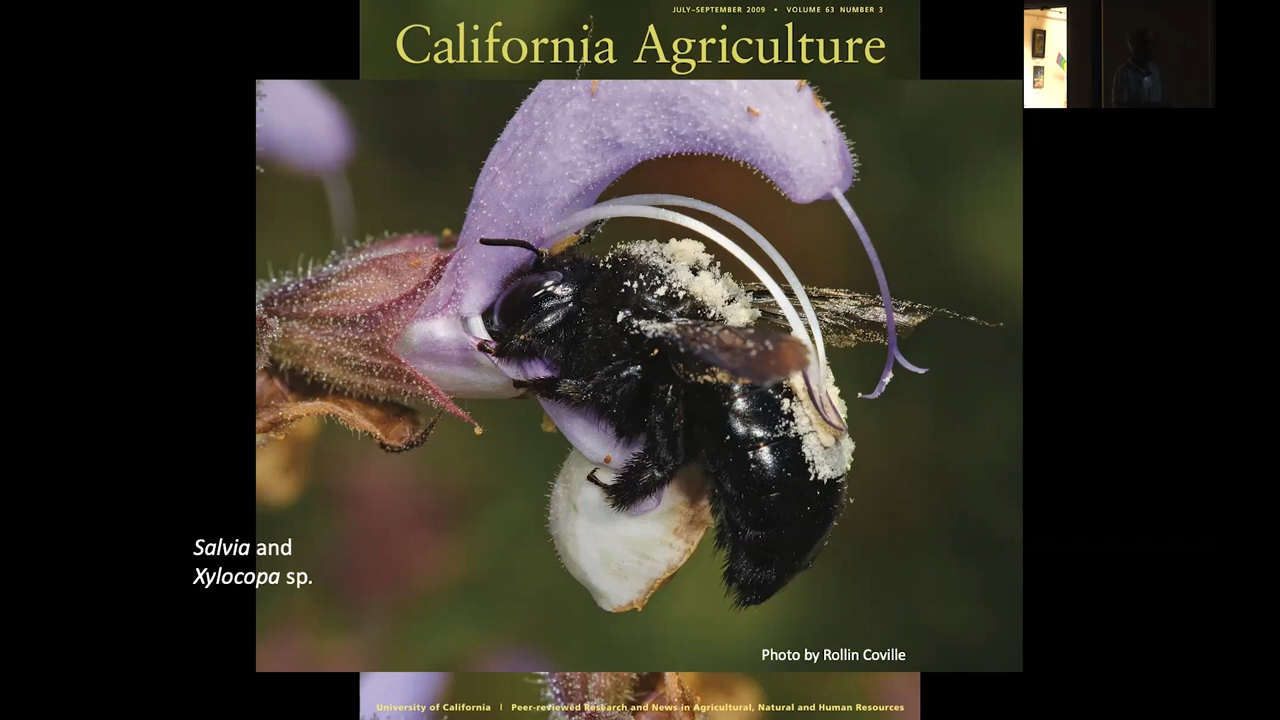 JULY–SEPTEMBER 2009 • VOLUME 63 NUMBER 3
California Agriculture
Salvia and
Xylocopa sp.
Photo by Rollin Coville
University of California | Peer-reviewed Research and News in Agricultural, Natural and Human Resources